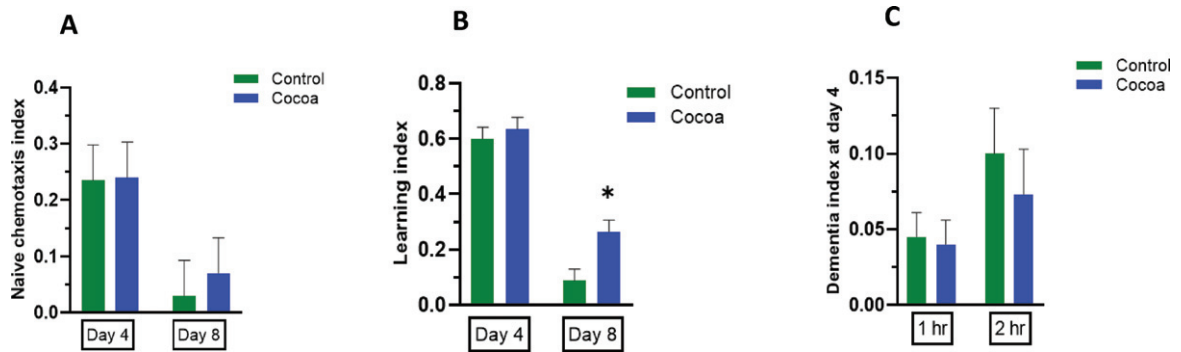 A
Naive chemotaxis index
0.4
0.3
0.2
0.1
0.0
Control
Cocoa
Day 4
Day 8
B
Learning index
0.8
0.6
0.4
0.2
0.0
Control
Cocoa
*
Day 4
Day 8
C
Dementia index at day 4
0.15
0.10
0.05
0.00
Control
Cocoa
1 hr
2 hr